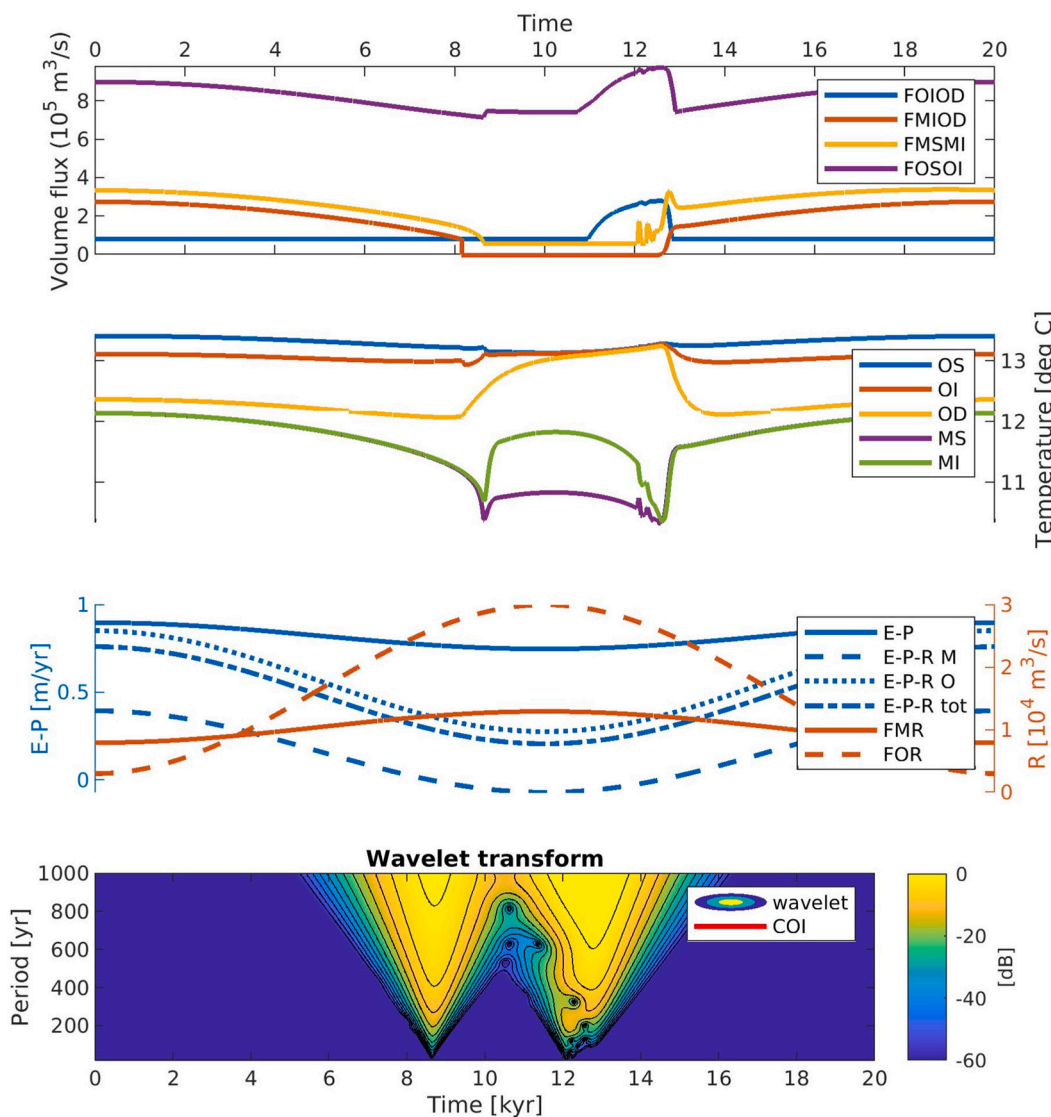 Time
0 2 4 6 8 10 12 14 16 18 20
Volume flux (10⁵ m³/s)
8
6
4
2
0
FOIOD
FMIOD
FMSMI
FOSOI
Temperature [deg C]
13
12
11
OS
OI
OD
MS
MI
E-P [m/yr]
1
0.5
0
E-P
E-P-R M
E-P-R O
E-P-R tot
FMR
FOR
3
2
1
0
R [10⁴ m³/s]
Wavelet transform
Period [yr]
1000
800
600
400
200
wavelet
COI
0
-20
-40
-60
[dB]
0 2 4 6 8 10 12 14 16 18 20
Time [kyr]